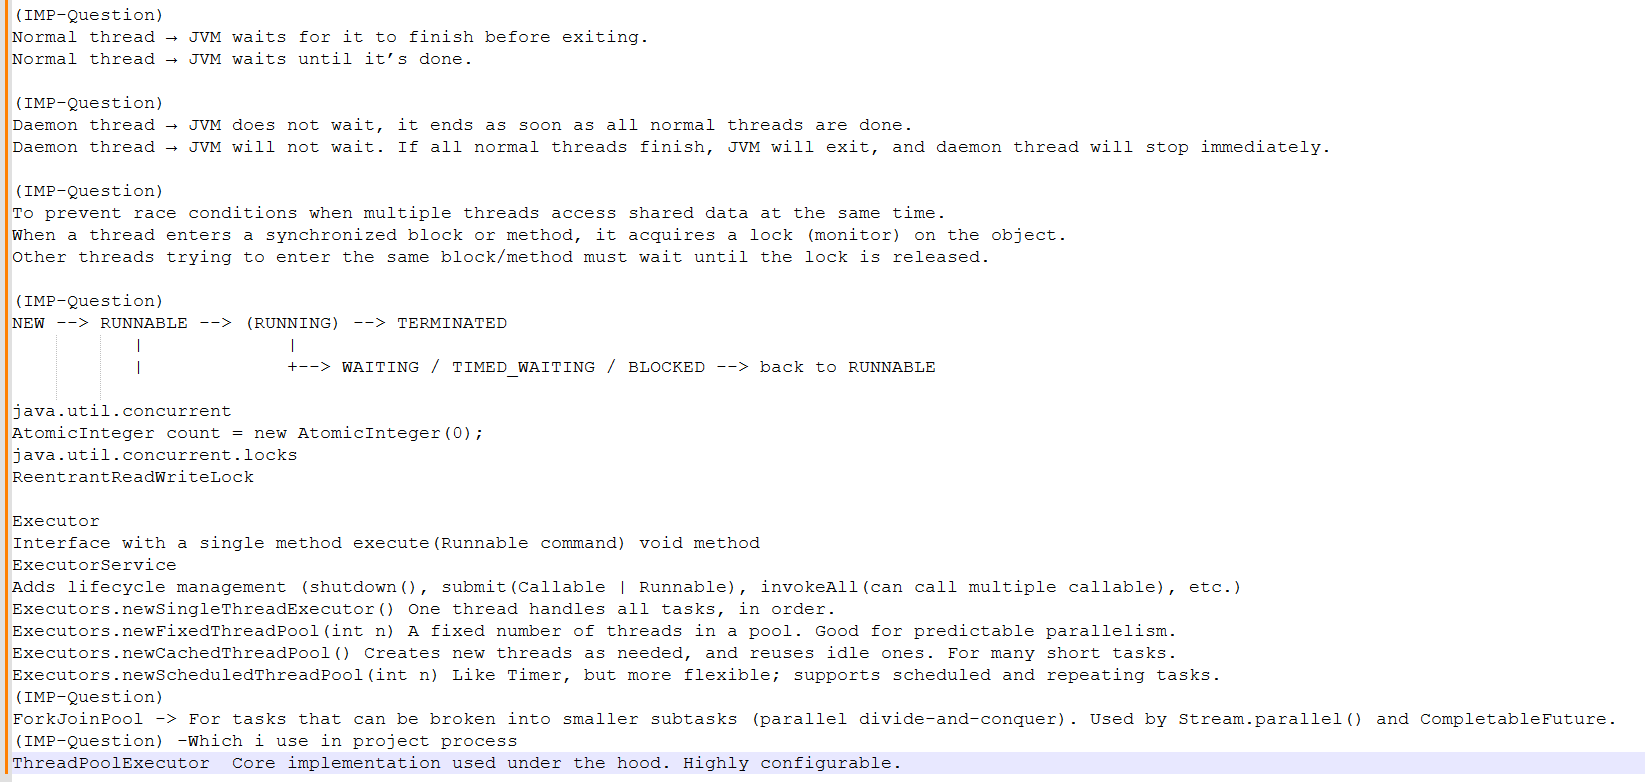 (IMP-Question)
Normal thread → JVM waits for it to finish before exiting.
Normal thread → JVM waits until it’s done.
(IMP-Question)
Daemon thread → JVM does not wait, it ends as soon as all normal threads are done.
Daemon thread → JVM will not wait. If all normal threads finish, JVM will exit, and daemon thread will stop immediately.
(IMP-Question)
To prevent race conditions when multiple threads access shared data at the same time.
When a thread enters a synchronized block or method, it acquires a lock (monitor) on the object.
Other threads trying to enter the same block/method must wait until the lock is released.
(IMP-Question)
NEW --> RUNNABLE --> (RUNNING) --> TERMINATED
| |
| +--> WAITING / TIMED_WAITING / BLOCKED --> back to RUNNABLE
java.util.concurrent
AtomicInteger count = new AtomicInteger(0);
java.util.concurrent.locks
ReentrantReadWriteLock
Executor
Interface with a single method execute(Runnable command) void method
ExecutorService
Adds lifecycle management (shutdown(), submit(Callable | Runnable), invokeAll(can call multiple callable), etc.)
Executors.newSingleThreadExecutor() One thread handles all tasks, in order.
Executors.newFixedThreadPool(int n) A fixed number of threads in a pool. Good for predictable parallelism.
Executors.newCachedThreadPool() Creates new threads as needed, and reuses idle ones. For many short tasks.
Executors.newScheduledThreadPool(int n) Like Timer, but more flexible; supports scheduled and repeating tasks.
(IMP-Question)
ForkJoinPool -> For tasks that can be broken into smaller subtasks (parallel divide-and-conquer). Used by Stream.parallel() and CompletableFuture.
(IMP-Question) -Which i use in project process
ThreadPoolExecutor  Core implementation used under the hood. Highly configurable.